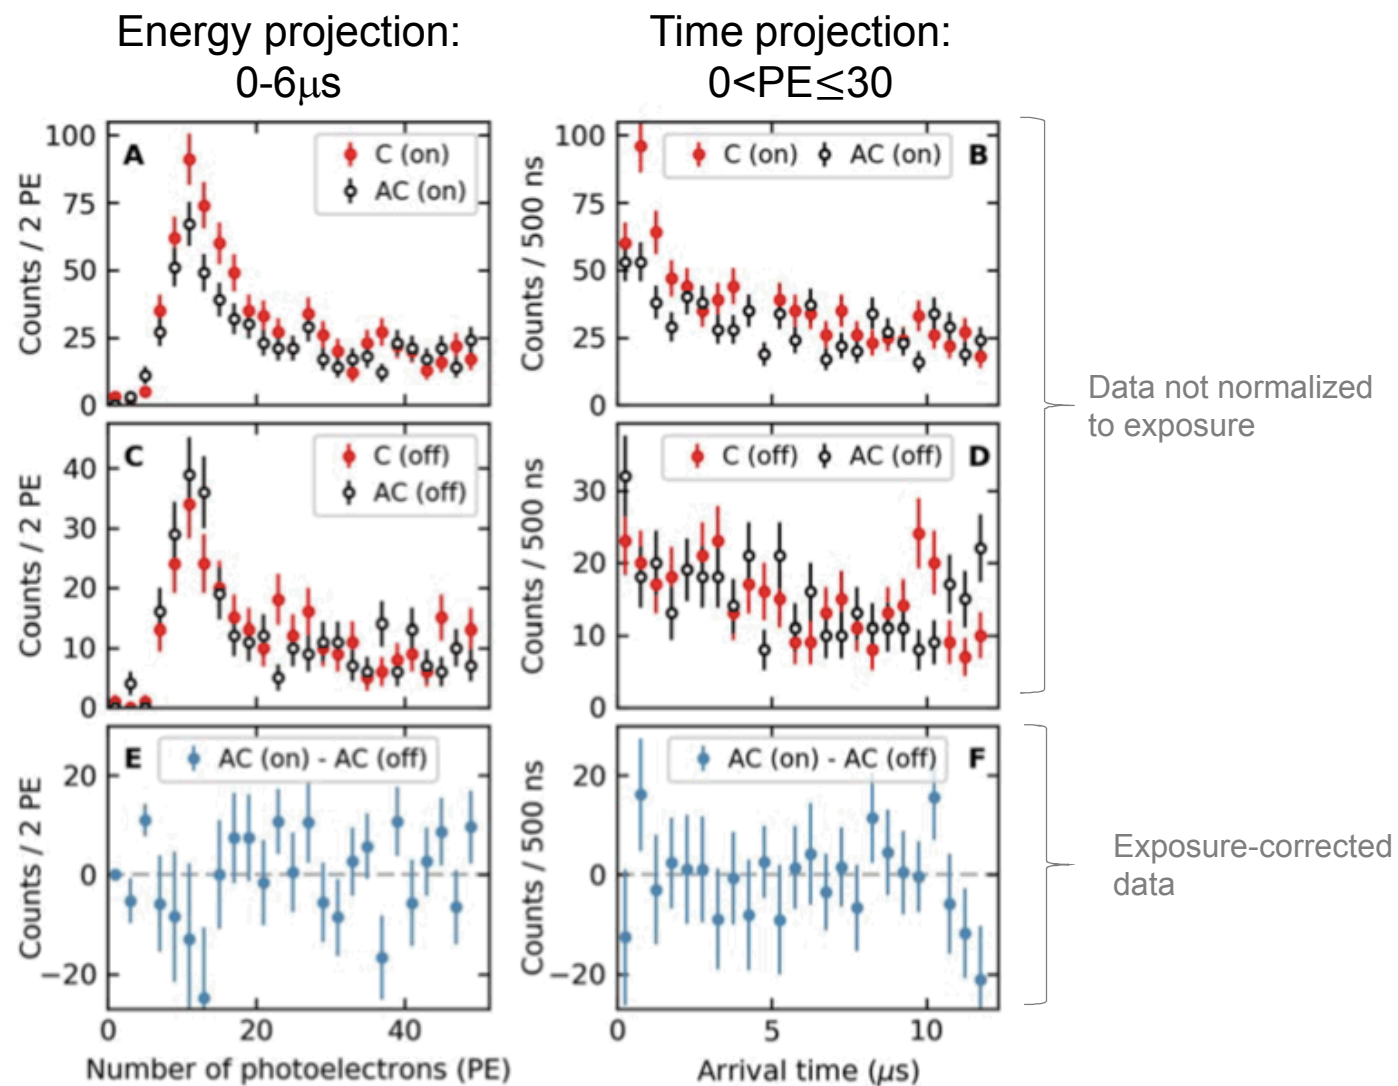 Energy projection:
0-6μs
Time projection:
0<PE≤30
100
75
50
25
0
Counts / 2 PE
A
C (on)
AC (on)
100
75
50
25
0
Counts / 500 ns
C (on) AC (on)
B
40
30
20
10
0
Counts / 2 PE
C
C (off)
AC (off)
30
20
10
0
Counts / 500 ns
C (off) AC (off)
D
Data not normalized
to exposure
20
0
−20
Counts / 2 PE
E
AC (on) - AC (off)
0 20 40
Number of photoelectrons (PE)
20
0
−20
Counts / 500 ns
AC (on) - AC (off)
F
0 5 10
Arrival time (μs)
Exposure-corrected
data